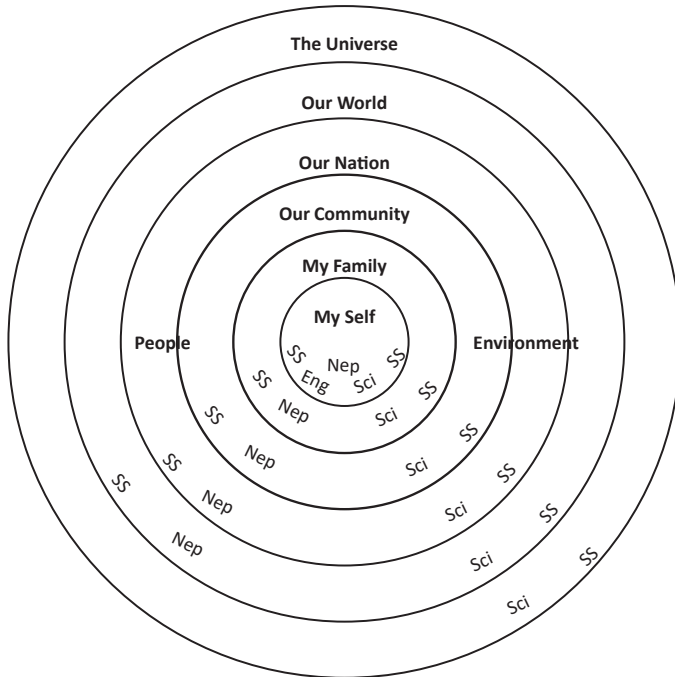 The Universe
Our World
Our Nation
Our Community
My Family
My Self
People
Environment
SS
Eng
Nep
Sci
SS
SS
Nep
Sci
SS
SS
Nep
Sci
SS
SS
Nep
Sci
SS
SS
Nep
Sci
SS
Sci
SS